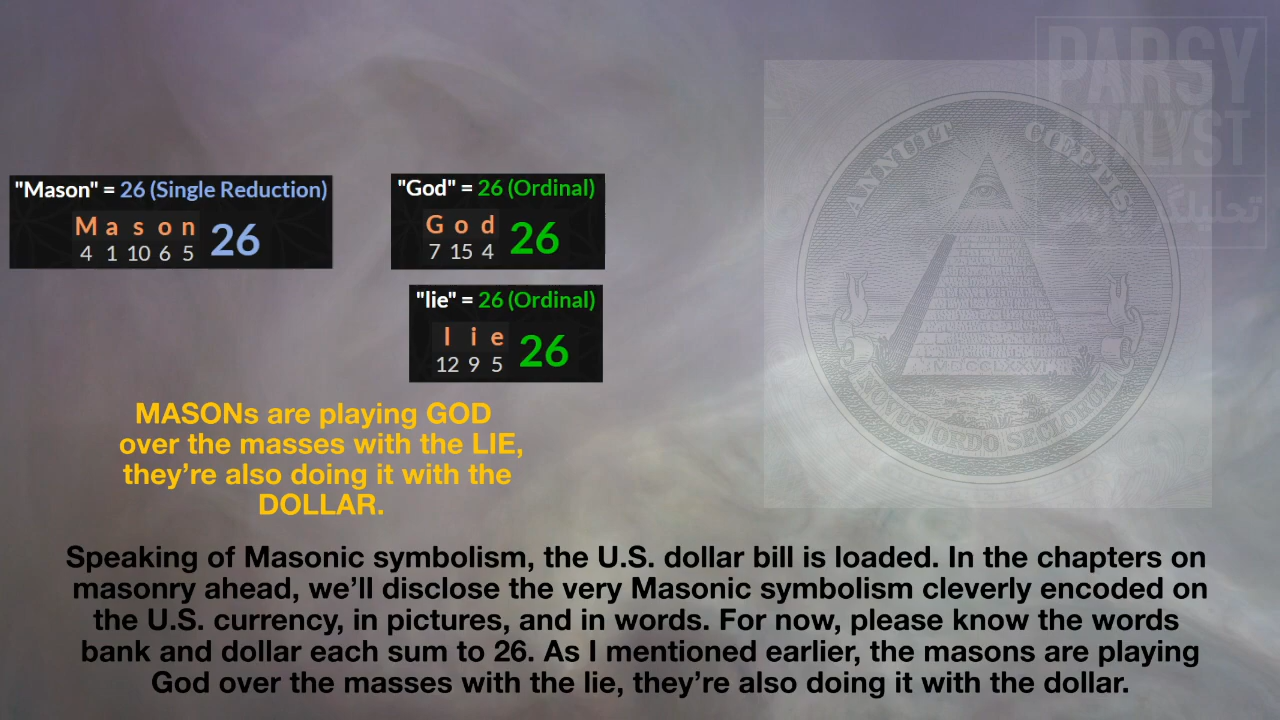 PARSY
ANALYST
تحلیلگر پارسی
"Mason" = 26 (Single Reduction)
M a s o n
26
4 1 10 6 5
"God" = 26 (Ordinal)
G o d
26
7 15 4
"lie" = 26 (Ordinal)
l i e
26
12 9 5
ANNUIT CŒPTIS
MDCCLXXVI
NOVUS ORDO SECLORUM
MASONs are playing GOD
over the masses with the LIE,
they’re also doing it with the
DOLLAR.
Speaking of Masonic symbolism, the U.S. dollar bill is loaded. In the chapters on
masonry ahead, we’ll disclose the very Masonic symbolism cleverly encoded on
the U.S. currency, in pictures, and in words. For now, please know the words
bank and dollar each sum to 26. As I mentioned earlier, the masons are playing
God over the masses with the lie, they’re also doing it with the dollar.